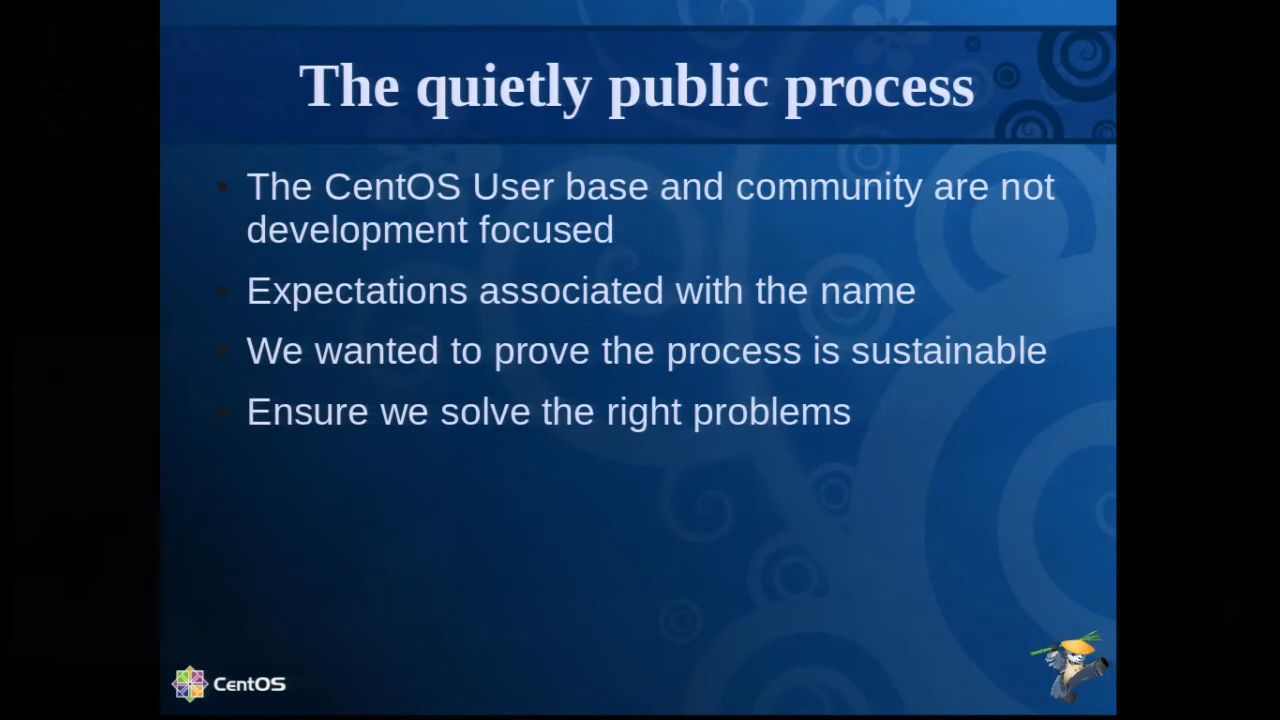 The quietly public process
The CentOS User base and community are not
development focused
Expectations associated with the name
We wanted to prove the process is sustainable
Ensure we solve the right problems
CentOS